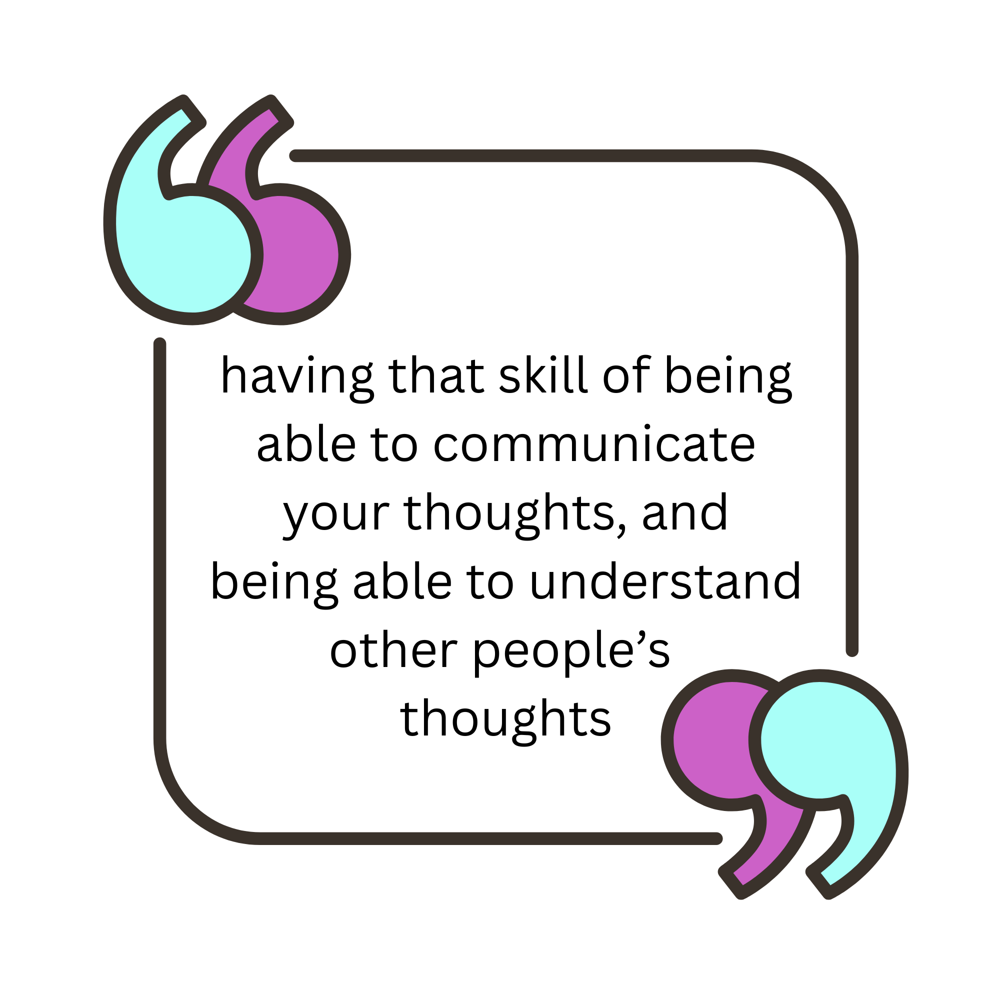 having that skill of being
able to communicate
your thoughts, and
being able to understand
other people’s
thoughts